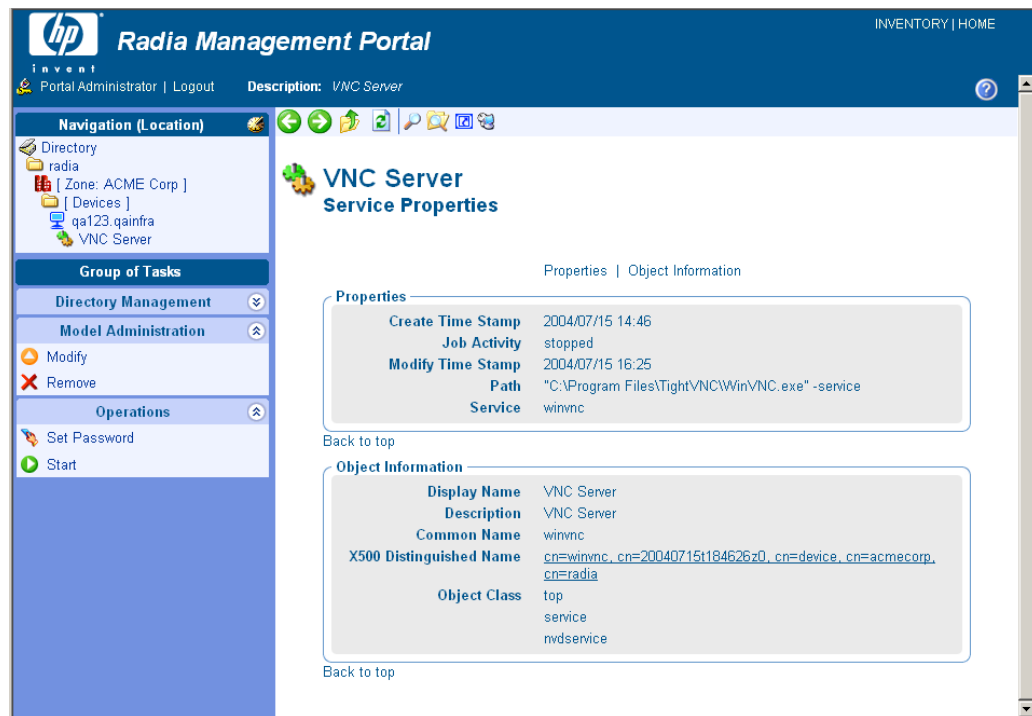 hp
invent
Radia Management Portal
INVENTORY | HOME
Portal Administrator | Logout
Description: VNC Server
Navigation (Location)
Directory
radia
[ Zone: ACME Corp ]
[ Devices ]
qa123.qainfra
VNC Server
Group of Tasks
Directory Management
Model Administration
Modify
Remove
Operations
Set Password
Start
VNC Server
Service Properties
Properties | Object Information
Properties
Create Time Stamp 2004/07/15 14:46
Job Activity stopped
Modify Time Stamp 2004/07/15 16:25
Path "C:\Program Files\TightVNC\WinVNC.exe" -service
Service winvnc
Back to top
Object Information
Display Name VNC Server
Description VNC Server
Common Name winvnc
X500 Distinguished Name cn=winvnc, cn=20040715t184626z0, cn=device, cn=acmecorp,
cn=radia
Object Class top
service
nvdservice
Back to top